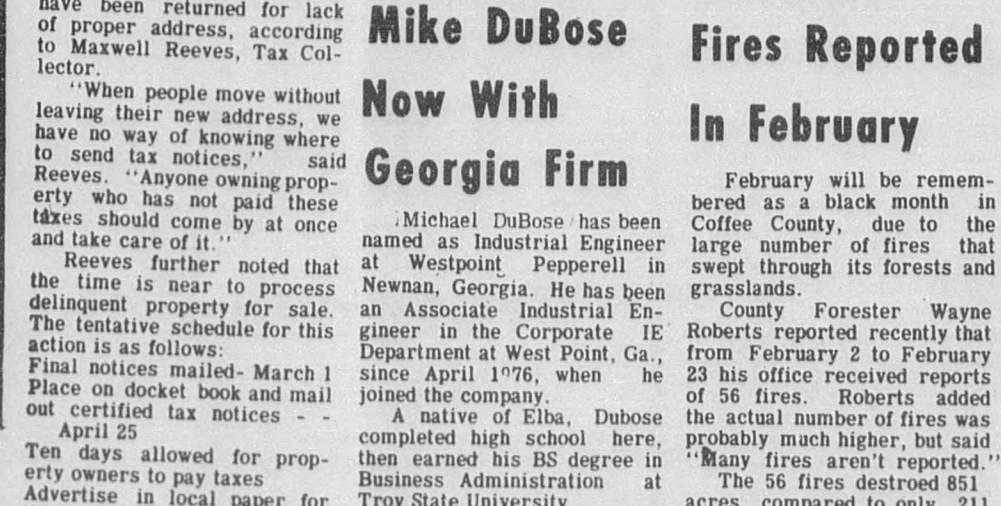 have been returned for lack
of proper address, according
to Maxwell Reeves, Tax Col-
lector.
"When people move without
leaving their new address, we
have no way of knowing where
to send tax notices," said
Reeves. "Anyone owning prop-
erty who has not paid these
taxes should come by at once
and take care of it."
Reeves further noted that
the time is near to process
delinquent property for sale.
The tentative schedule for this
action is as follows:
Final notices mailed- March 1
Place on docket book and mail
out certified tax notices - -
April 25
Ten days allowed for prop-
erty owners to pay taxes
Advertise in local paper for
Mike DuBose
Now With
Georgia Firm
Michael DuBose has been
named as Industrial Engineer
at Westpoint Pepperell in
Newnan, Georgia. He has been
an Associate Industrial En-
gineer in the Corporate IE
Department at West Point, Ga.,
since April 1976, when he
joined the company.
A native of Elba, Dubose
completed high school here,
then earned his BS degree in
Business Administration at
Troy State University
Fires Reported
In February
February will be remem-
bered as a black month in
Coffee County, due to the
large number of fires that
swept through its forests and
grasslands.
County Forester Wayne
Roberts reported recently that
from February 2 to February
23 his office received reports
of 56 fires. Roberts added
the actual number of fires was
probably much higher, but said
"Many fires aren't reported."
The 56 fires destroed 851
acres, compared to only 211